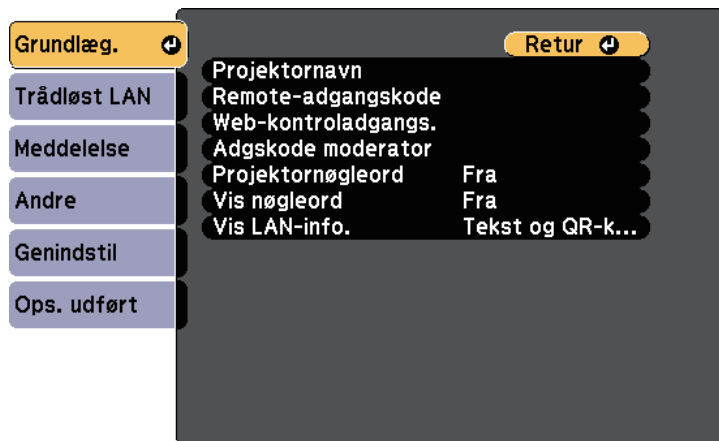 Grundlæg.
Trådløst LAN
Meddelelse
Andre
Genindstil
Ops. udført
Retur
Projektornavn
Remote-adgangskode
Web-kontroladgangs.
Adgskode moderator
Projektornøgleord Fra
Vis nøgleord Fra
Vis LAN-info. Tekst og QR-k...